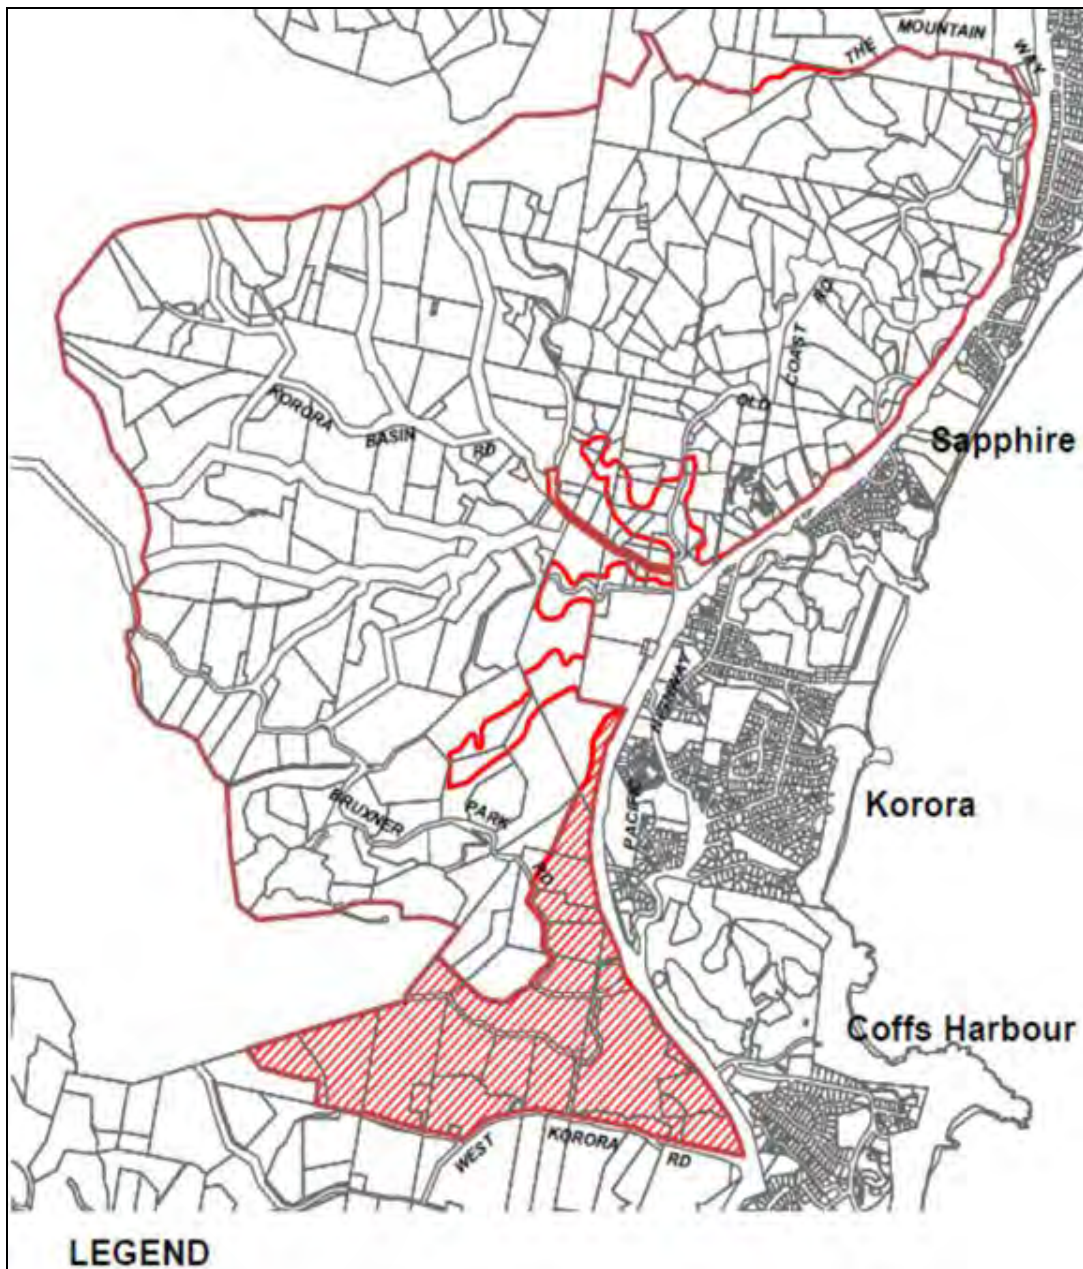 MOUNTAIN
THE
WAY
COAST RD
OLD
KORORA BASIN RD
Sapphire
HIGHWAY
PACIFIC
Korora
BRUXNER PARK RD
Coffs Harbour
WEST KORORA RD
LEGEND